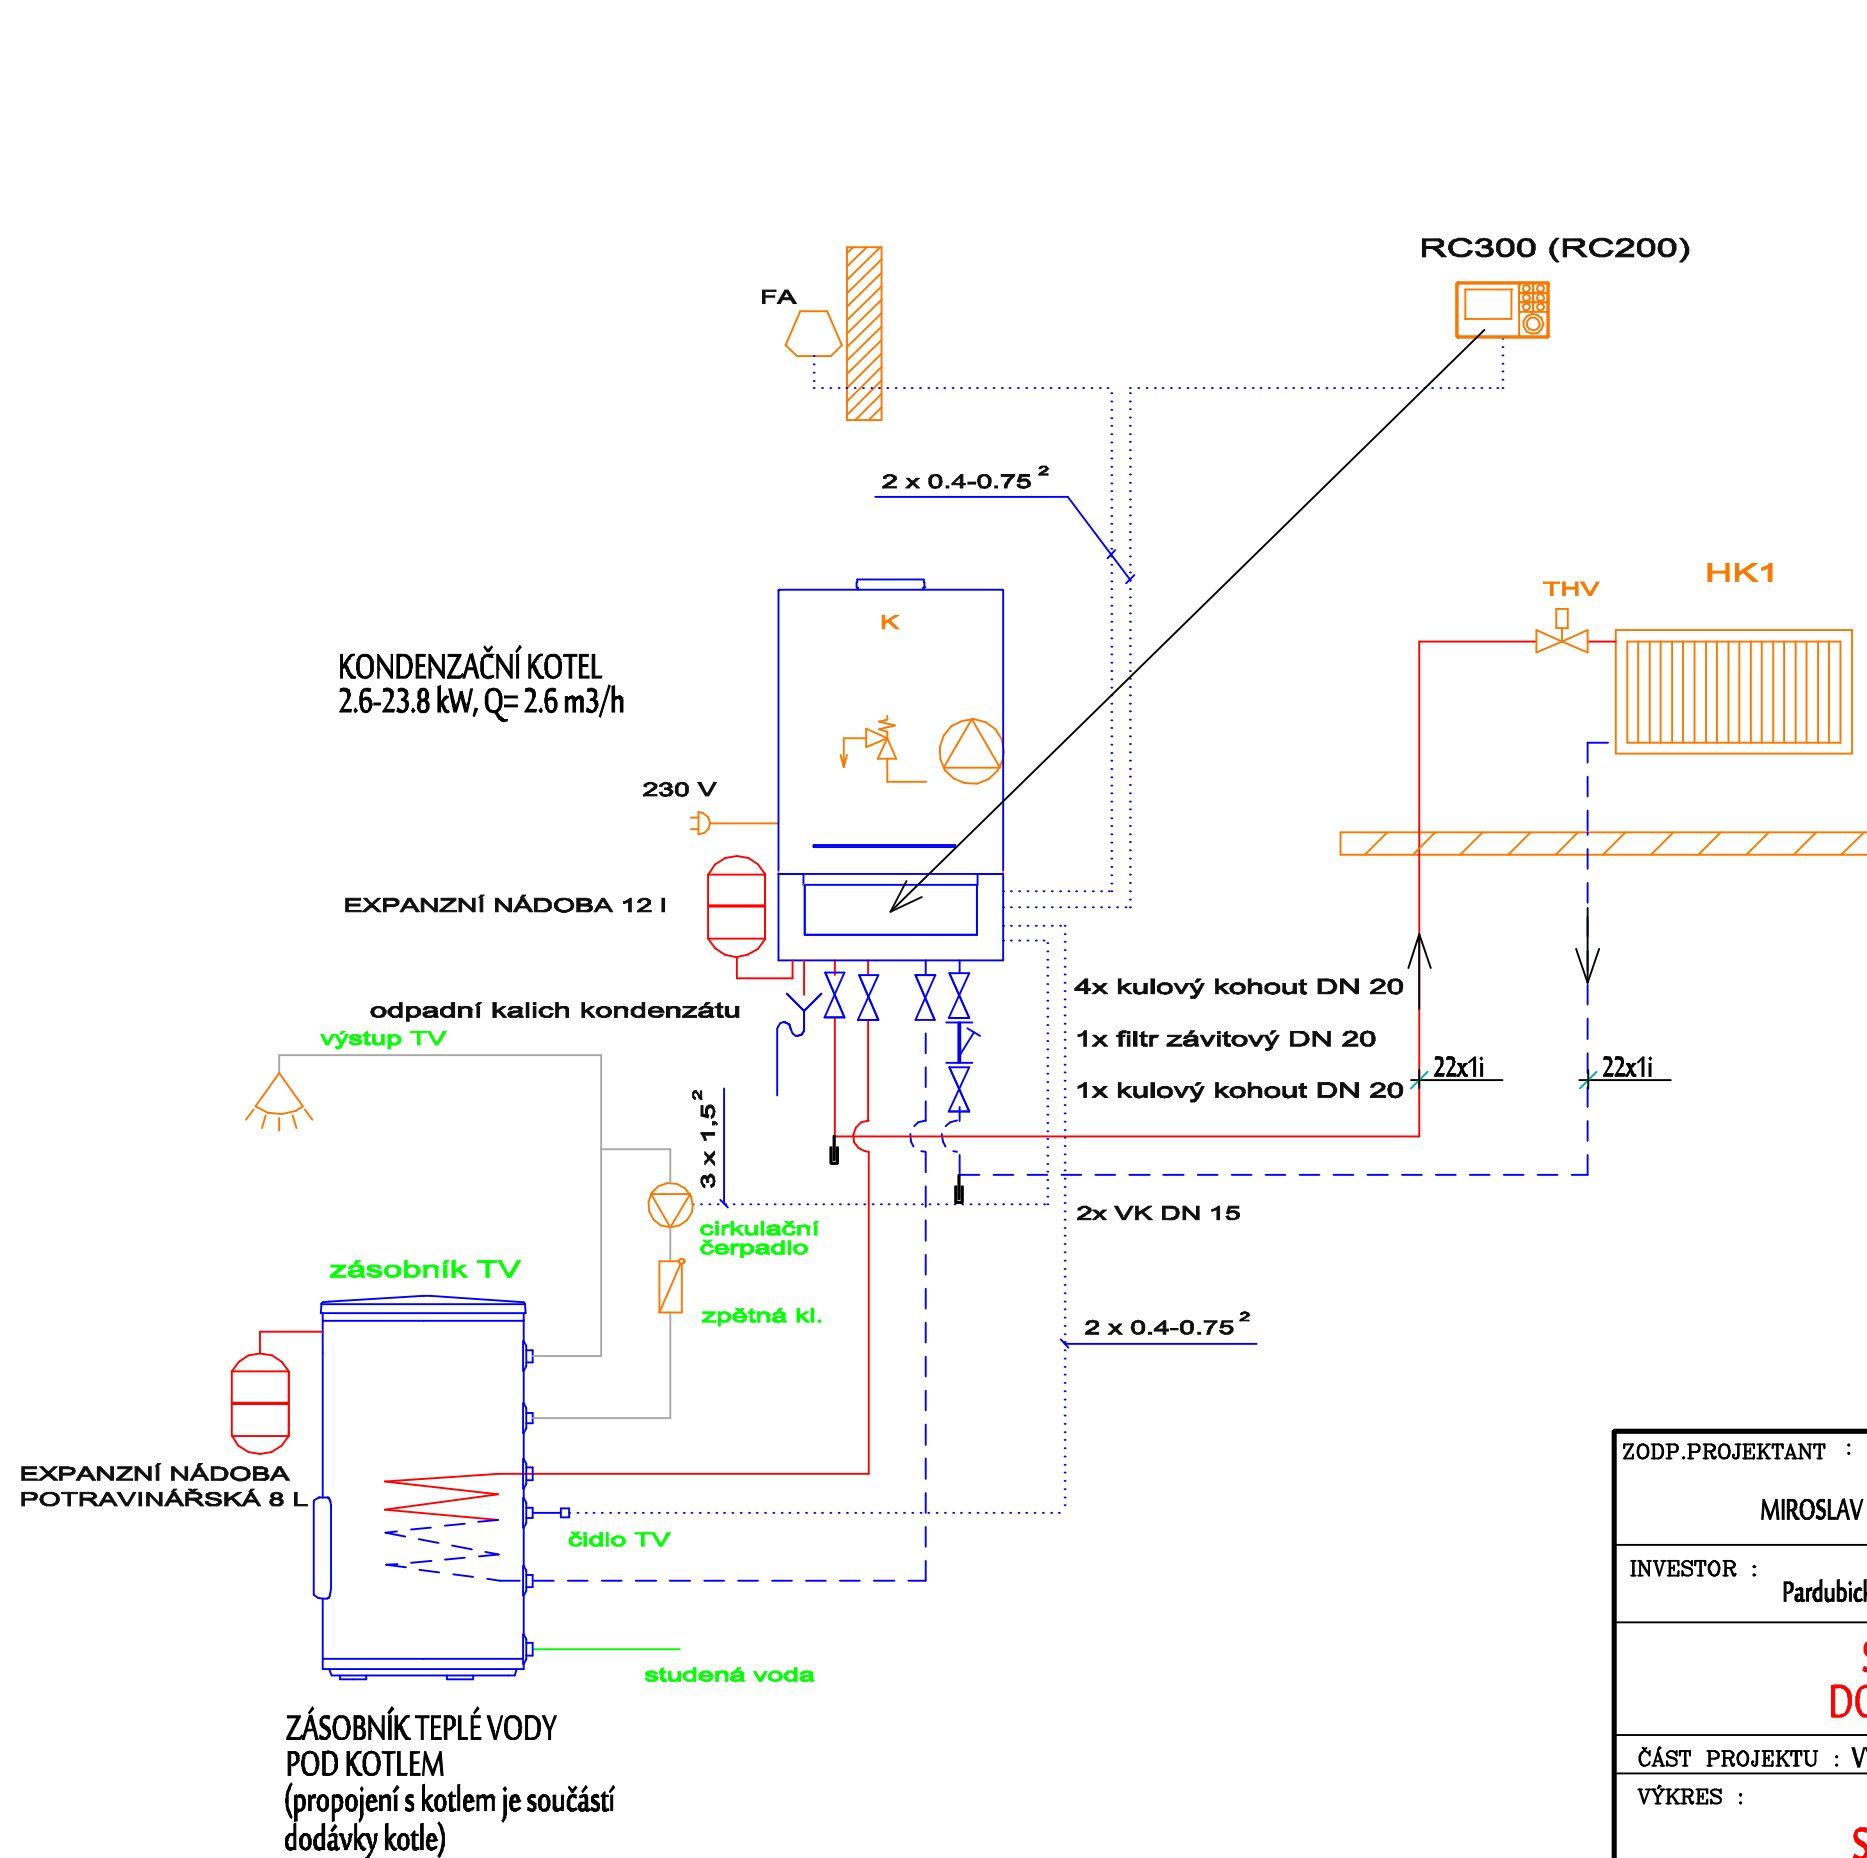 RC300 (RC200)
FA
2 x 0.4-0.75 ²
HK1
THV
K
KONDENZAČNÍ KOTEL
2.6-23.8 kW, Q= 2.6 m3/h
230 V
EXPANZNÍ NÁDOBA 12 l
4x kulový kohout DN 20
odpadní kalich kondenzátu
výstup TV
1x filtr závitový DN 20
22x1i
22x1i
1x kulový kohout DN 20
3 x 1,5 ²
2x VK DN 15
cirkulační
čerpadlo
zásobník TV
zpětná kl.
2 x 0.4-0.75 ²
EXPANZNÍ NÁDOBA
POTRAVINÁŘSKÁ 8 L
čidlo TV
studená voda
ZÁSOBNÍK TEPLÉ VODY
POD KOTLEM
(propojení s kotlem je součástí
dodávky kotle)
ZODP.PROJEKTANT :
MIROSLAV
INVESTOR :
Pardubick
S
DO
ČÁST PROJEKTU : V
VÝKRES :
S